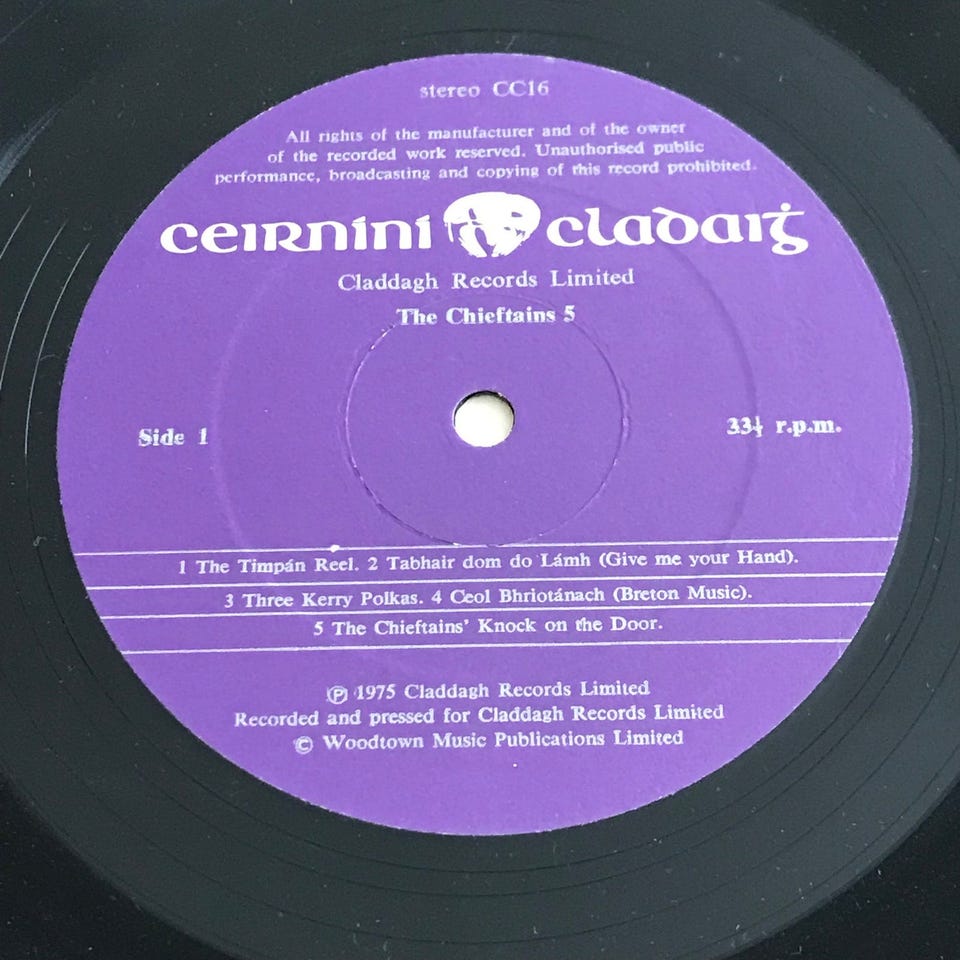 stereo CC16
All rights of the manufacturer and of the owner
of the recorded work reserved. Unauthorised public
performance, broadcasting and copying of this record prohibited.
ceirníní cladaiġ
Claddagh Records Limited
The Chieftains 5
Side 1
33⅓ r.p.m.
1 The Timpán Reel. 2 Tabhair dom do Lámh (Give me your Hand).
3 Three Kerry Polkas. 4 Ceol Bhriotánach (Breton Music).
5 The Chieftains' Knock on the Door.
℗ 1975 Claddagh Records Limited
Recorded and pressed for Claddagh Records Limited
© Woodtown Music Publications Limited